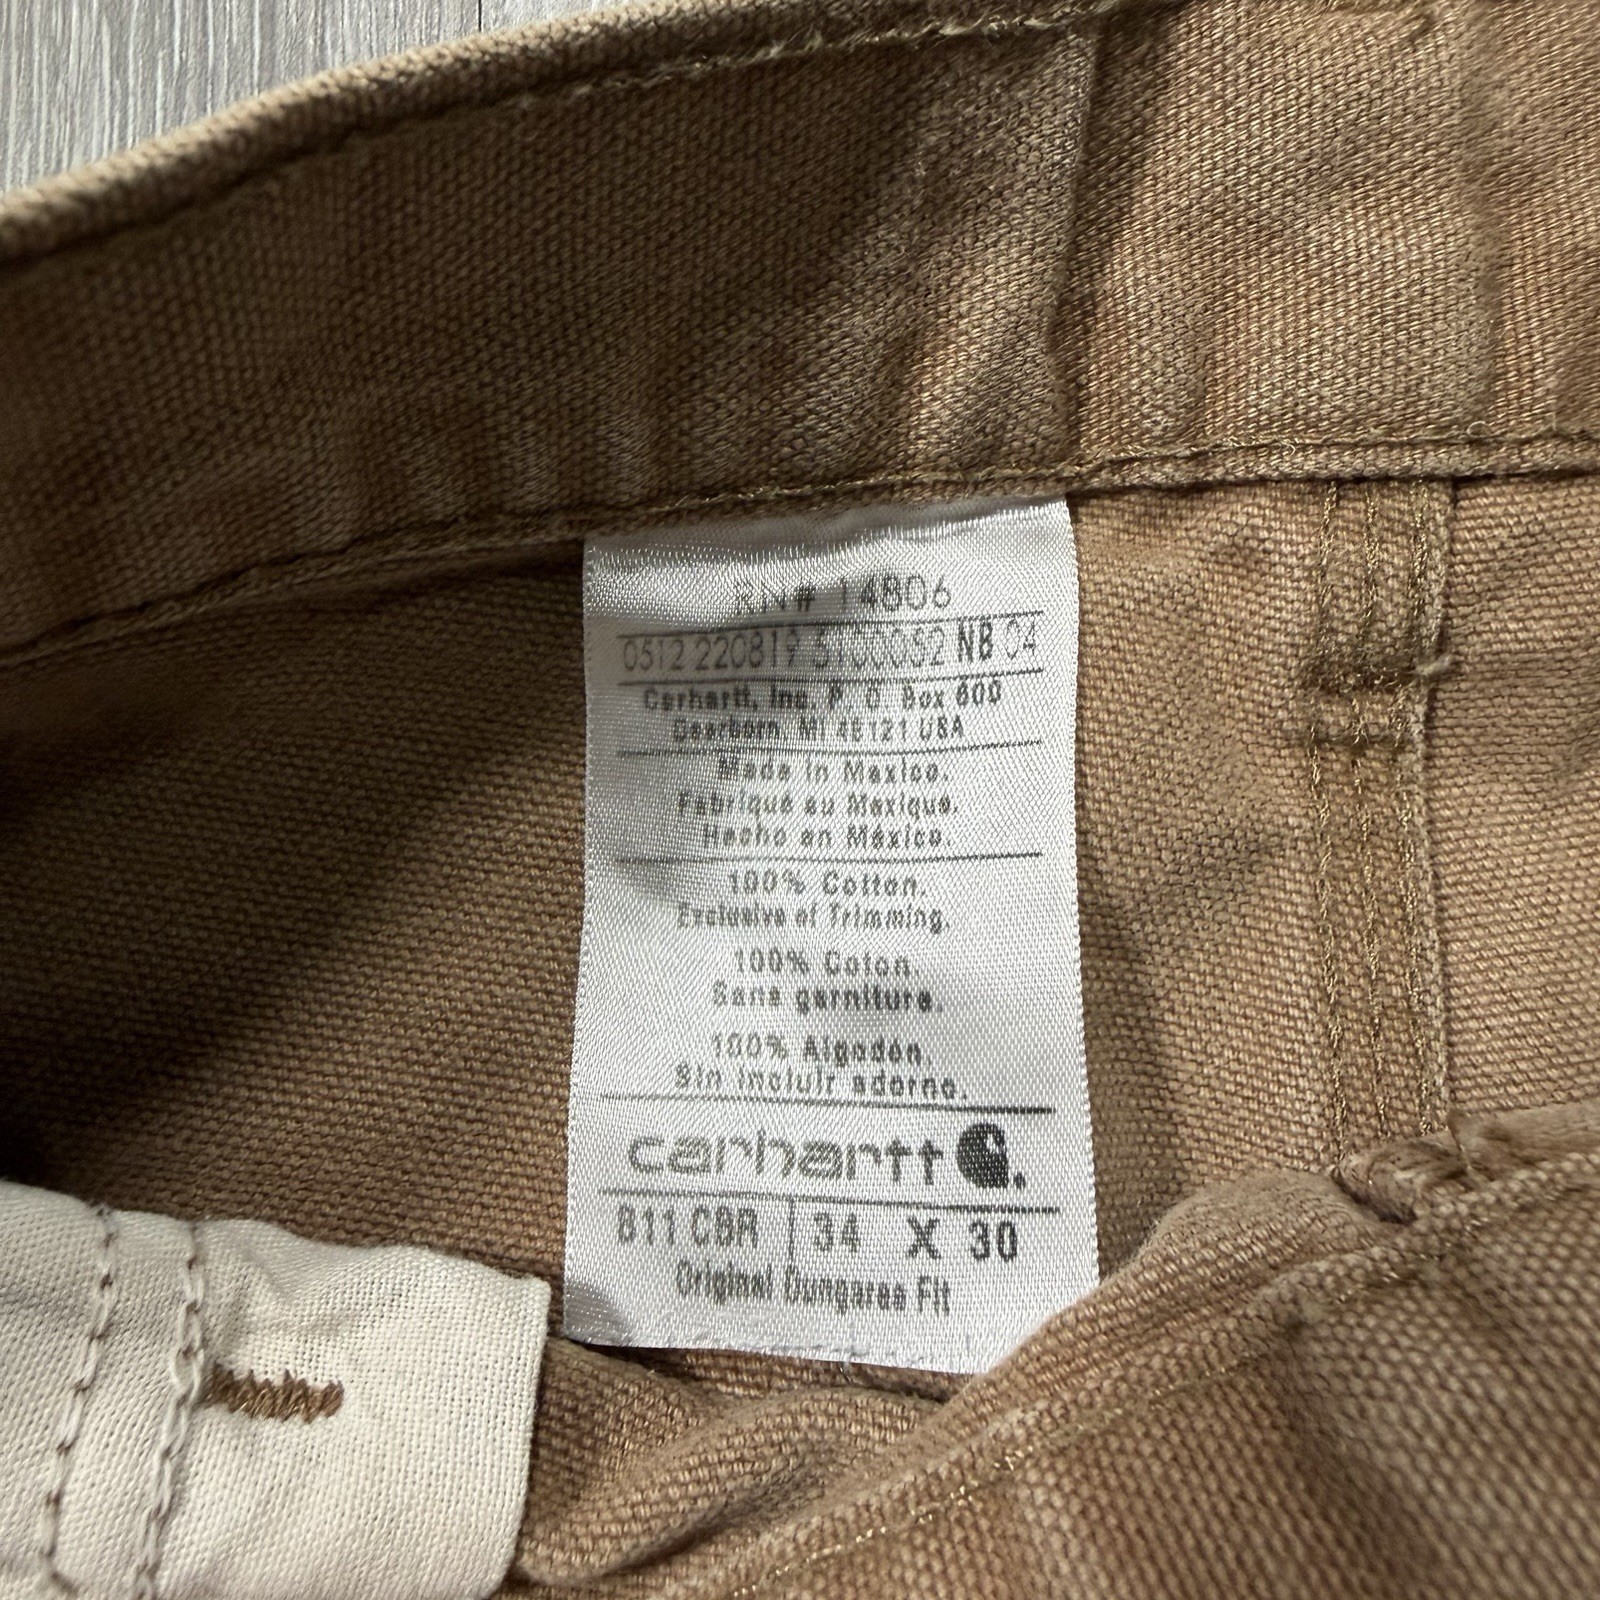 RN# 14806
0512 220819 5100052 NB 04
Carhartt, Inc. P. O. Box 600
Dearborn, MI 48121 USA
Made in Mexico.
Fabriqué au Mexique.
Hecho en México.
100% Cotton.
Exclusive of Trimming.
100% Coton.
Sans garniture.
100% Algodón.
Sin incluir adorno.
carhartt
B11 CBR 34 X 30
Original Dungaree Fit